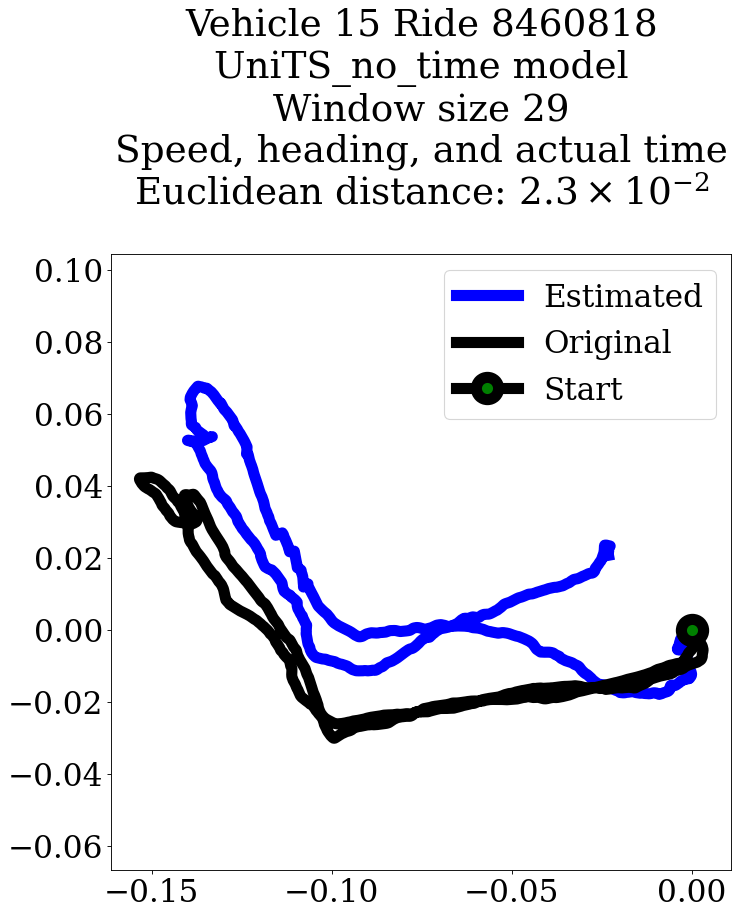 Vehicle 15 Ride 8460818
UniTS_no_time model
Window size 29
Speed, heading, and actual time
Euclidean distance: 2.3 × 10⁻²
Estimated
Original
Start
0.10
0.08
0.06
0.04
0.02
0.00
−0.02
−0.04
−0.06
−0.15
−0.10
−0.05
0.00